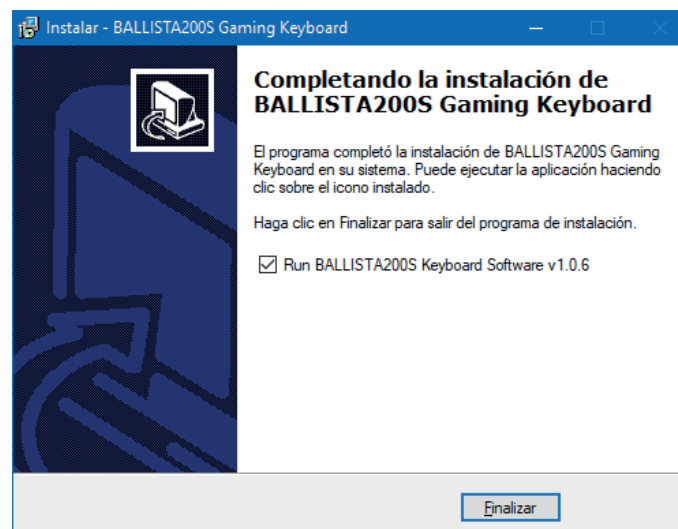 Instalar - BALLISTA200S Gaming Keyboard
Completando la instalación de
BALLISTA200S Gaming Keyboard
El programa completó la instalación de BALLISTA200S Gaming
Keyboard en su sistema. Puede ejecutar la aplicación haciendo
clic sobre el icono instalado.
Haga clic en Finalizar para salir del programa de instalación.
Run BALLISTA200S Keyboard Software v1.0.6
Finalizar